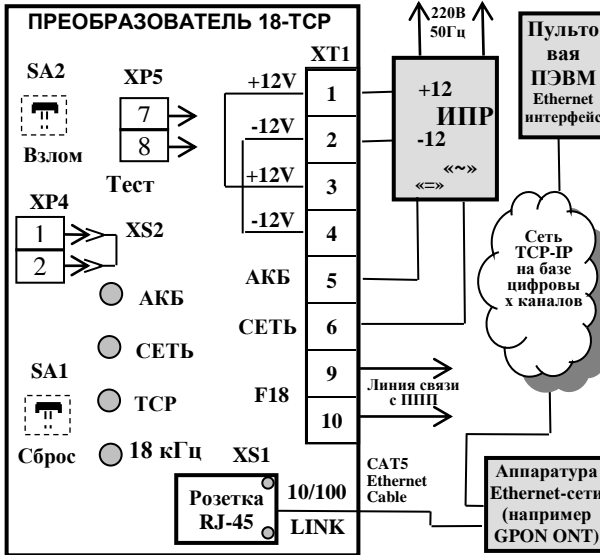 ПРЕОБРАЗОВАТЕЛЬ 18-TCP
220В
50Гц
SA2
Взлом
XP5
7
8
Тест
XT1
+12V
1
-12V
2
+12V
3
-12V
4
АКБ
5
СЕТЬ
6
F18
9
10
+12
ИПР
-12
«~»
«=»
Пульто
вая
ПЭВМ
Ethernet
интерфейс
XP4
1
2
XS2
АКБ
СЕТЬ
TCP
18 кГц
SA1
Сброс
Сеть
TCP-IP
на базе
цифровы
х каналов
Линия связи
с ППП
XS1
Розетка
RJ-45
10/100
LINK
CAT5
Ethernet
Cable
Аппаратура
Ethernet-сети
(например
GPON ONT)